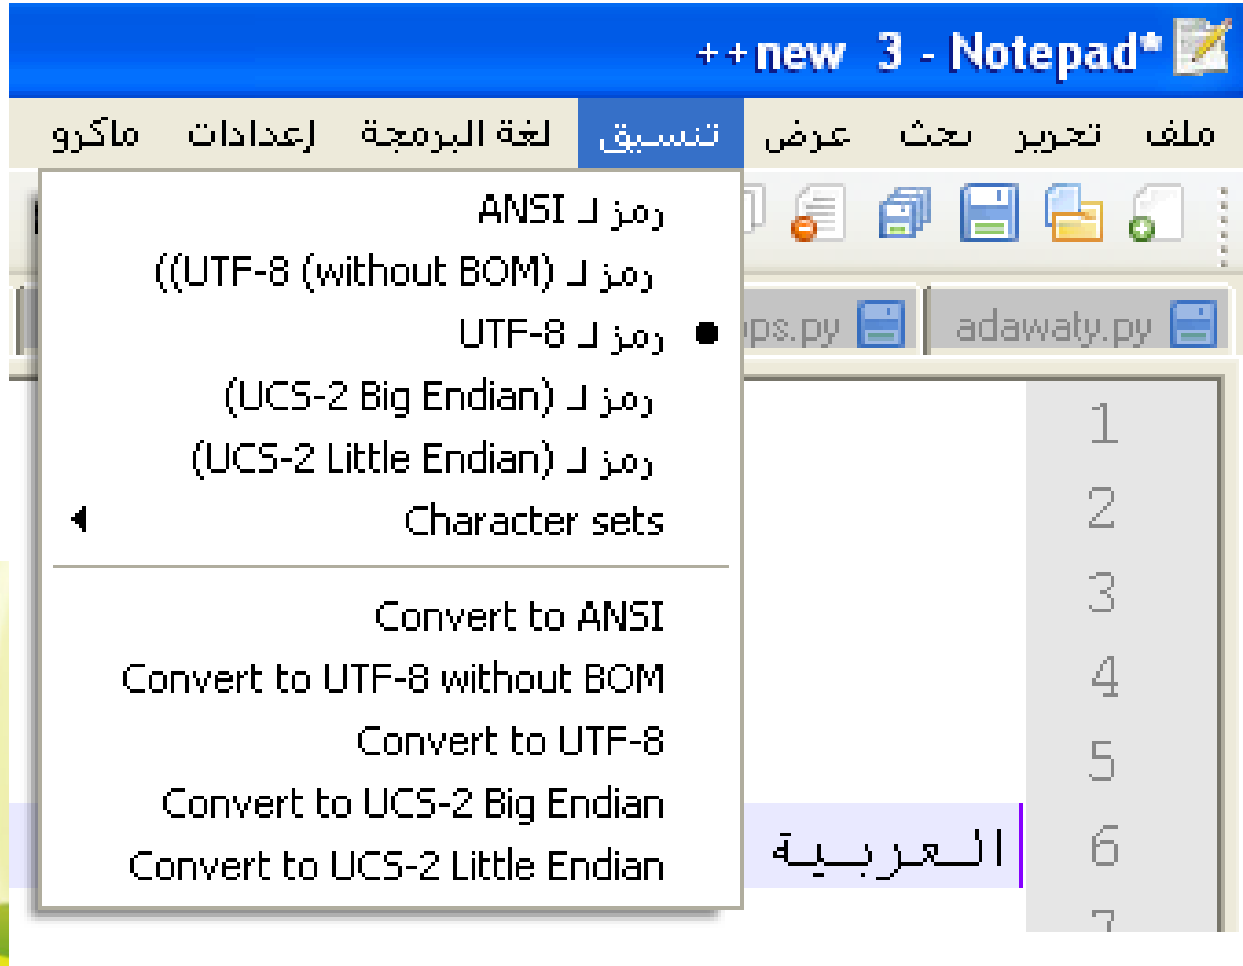 ++new 3 - Notepad*
ملف تحرير بحث عرض تنسيق لغة البرمجة إعدادات ماكرو
رمز لـ ANSI
رمز لـ UTF-8 (without BOM))
رمز لـ UTF-8
رمز لـ (UCS-2 Big Endian)
رمز لـ (UCS-2 Little Endian)
Character sets
Convert to ANSI
Convert to UTF-8 without BOM
Convert to UTF-8
Convert to UCS-2 Big Endian
Convert to UCS-2 Little Endian
adawaty.py
1
2
3
4
5
6 العربية
7